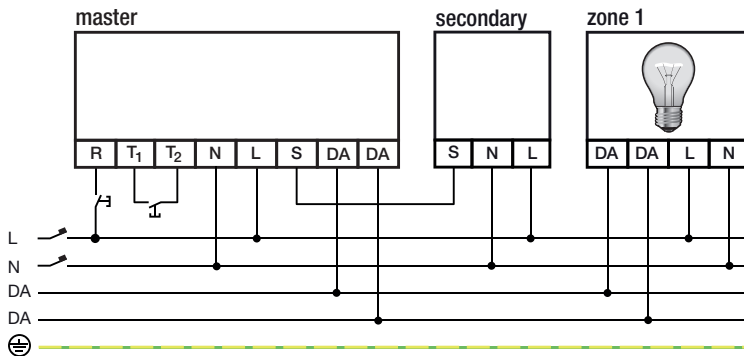 master secondary zone 1
R T1 T2 N L S DA DA S N L DA DA L N
L
N
DA
DA